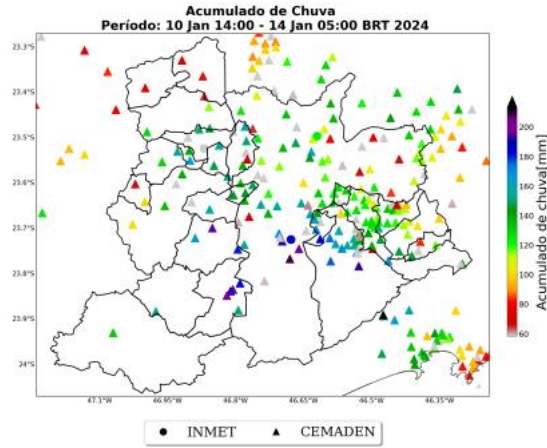 Acumulado de Chuva
Período: 10 Jan 14:00 - 14 Jan 05:00 BRT 2024
23.3°S
23.4°S
23.5°S
23.6°S
23.7°S
23.8°S
23.9°S
24°S
47.1°W
46.95°W
46.8°W
46.65°W
46.5°W
46.35°W
200
180
160
140
120
100
80
60
Acumulado de chuva(mm)
INMET
CEMADEN